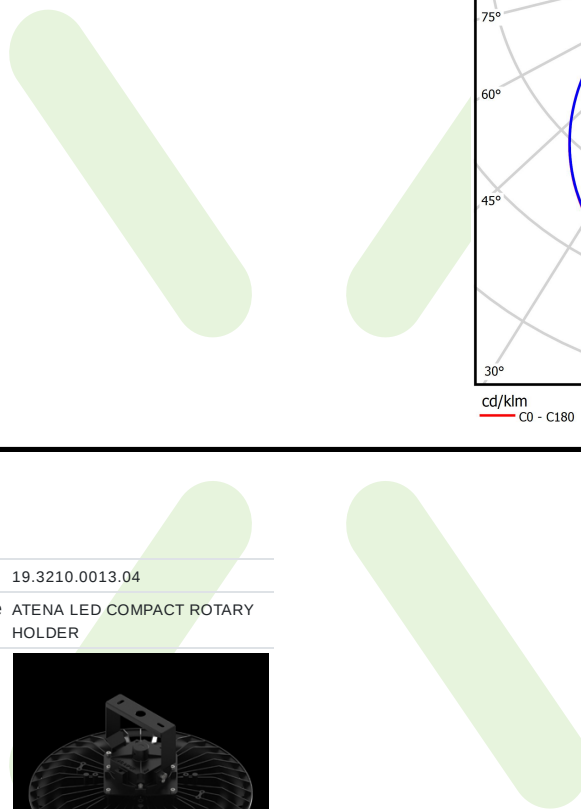 75°
60°
45°
30°
cd/klm
C0 - C180
19.3210.0013.04
ATENA LED COMPACT ROTARY
HOLDER